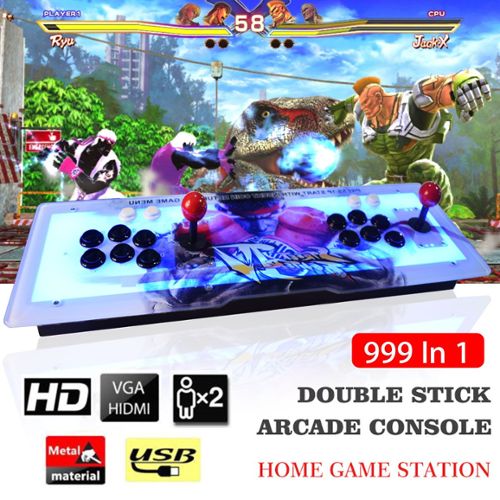 PLAYER1
58
CPU
Ryu
Jack-X
GAME MENU
999 In 1
HD
VGA
HIDMI
×2
DOUBLE STICK
ARCADE CONSOLE
Metal
material
USB
HOME GAME STATION